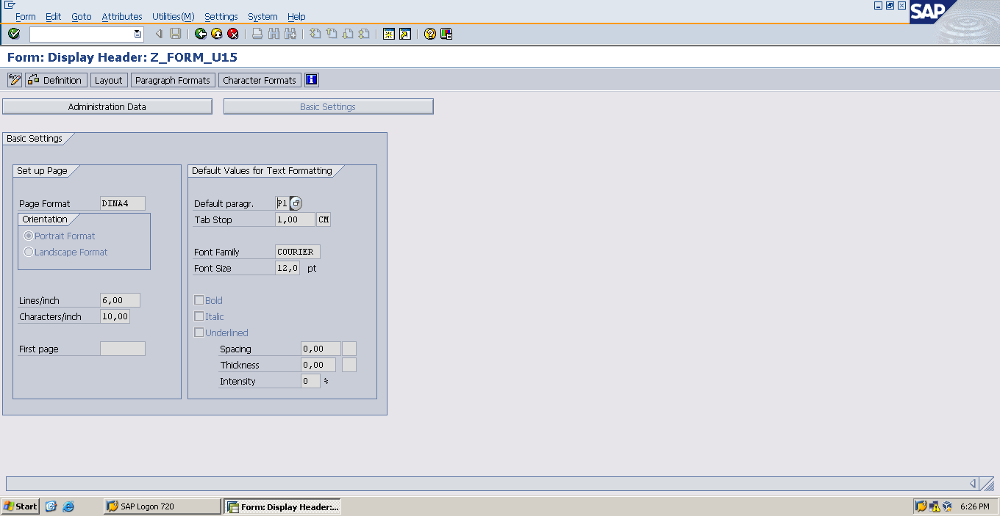 Form Edit Goto Attributes Utilities(M) Settings System Help
SAP
Form: Display Header: Z_FORM_U15
Definition Layout Paragraph Formats Character Formats
Administration Data Basic Settings
Basic Settings
Set up Page Default Values for Text Formatting
Page Format DINA4 Default paragr. P1
Orientation Tab Stop 1,00 CM
Portrait Format
Landscape Format Font Family COURIER
Font Size 12,0 pt
Lines/inch 6,00 Bold
Characters/inch 10,00 Italic
Underlined
First page Spacing 0,00
Thickness 0,00
Intensity 0 %
Start SAP Logon 720 Form: Display Header:... 6:26 PM